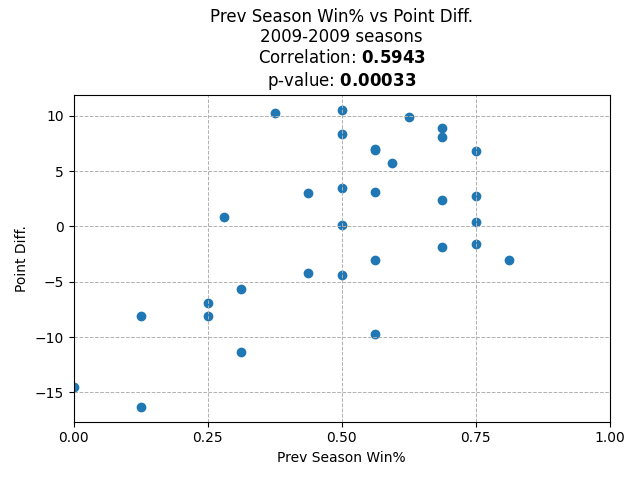 Prev Season Win% vs Point Diff.
2009-2009 seasons
Correlation: 0.5943
p-value: 0.00033
10
5
0
−5
−10
−15
Point Diff.
0.00 0.25 0.50 0.75 1.00
Prev Season Win%